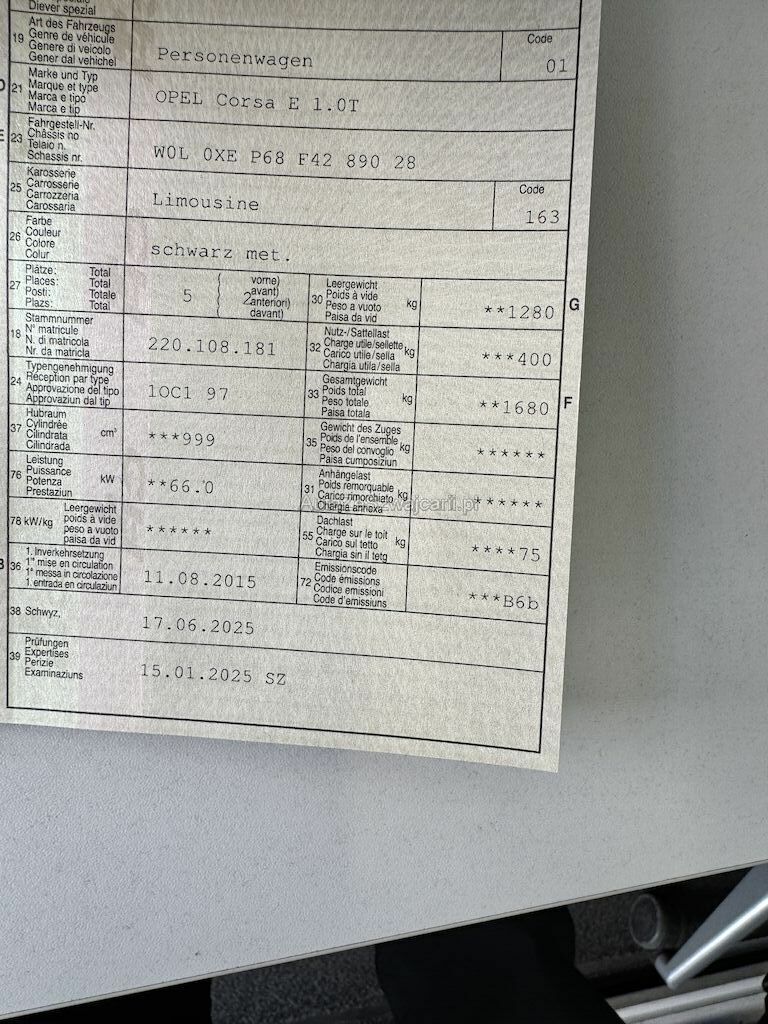 Diever spezial
19
Art des Fahrzeugs
Genre de véhicule
Genere di veicolo
Gener dal vehichel
Personenwagen
Code
01
21
Marke und Typ
Marque et type
Marca e tipo
Marca e tip
OPEL Corsa E 1.0T
23
Fahrgestell-Nr.
Châssis no
Telaio n.
Schassis nr.
W0L 0XE P68 F42 890 28
25
Karosserie
Carrosserie
Carrozzeria
Carossaria
Limousine
Code
163
26
Farbe
Couleur
Colore
Colur
schwarz met.
27
Plätze: Total
Places: Total
Posti: Totale
Plazs: Total
5
vorne)
avant)
2 anteriori)
davant)
30
Leergewicht
Poids à vide
Peso a vuoto
Paisa da vid
kg
**1280
G
18
Stammnummer
N° matricule
N. di matricola
Nr. da matricla
220.108.181
32
Nutz-/Sattellast
Charge utile/sellette
Carico utile/sella
Chargia utila/sella
kg
***400
24
Typengenehmigung
Réception par type
Approvazione del tipo
Approvaziun dal tip
1OC1 97
33
Gesamtgewicht
Poids total
Peso totale
Paisa totala
kg
**1680
F
37
Hubraum
Cylindrée
Cilindrata
Cilindrada
cm³
***999
35
Gewicht des Zuges
Poids de l'ensemble
Peso del convoglio
Paisa cumposiziun
kg
******
76
Leistung
Puissance
Potenza
Prestaziun
kW
**66.0
31
Anhängelast
Poids remorquable
Carico rimorchiato
Chargia annexa
kg
******
78 kW/kg
Leergewicht
poids à vide
peso a vuoto
paisa da vid
******
55
Dachlast
Charge sur le toit
Carico sul tetto
Chargia sin il tetg
kg
****75
36
1. Inverkehrsetzung
1re mise en circulation
1a messa in circolazione
1. entrada en circulaziun
11.08.2015
72
Emissionscode
Code émissions
Codice emissioni
Code d'emissiuns
***B6b
38 Schwyz,
17.06.2025
39
Prüfungen
Expertises
Perizie
Examinaziuns
15.01.2025 SZ